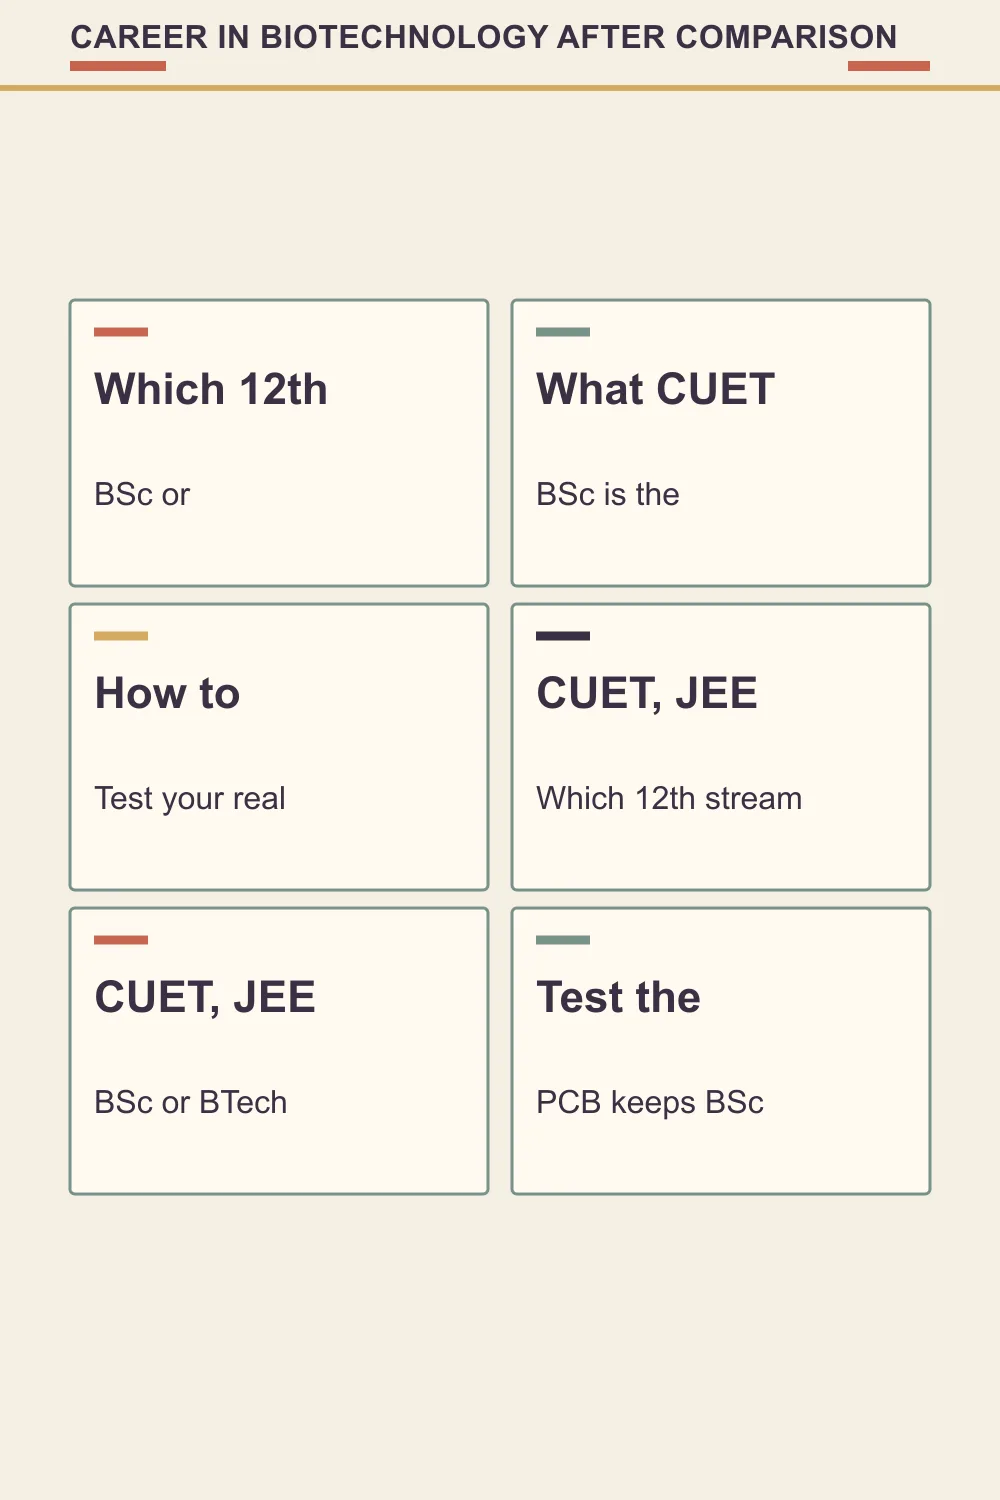 CAREER IN BIOTECHNOLOGY AFTER COMPARISON
Which 12th
BSc or
What CUET
BSc is the
How to
Test your real
CUET, JEE
Which 12th stream
CUET, JEE
BSc or BTech
Test the
PCB keeps BSc